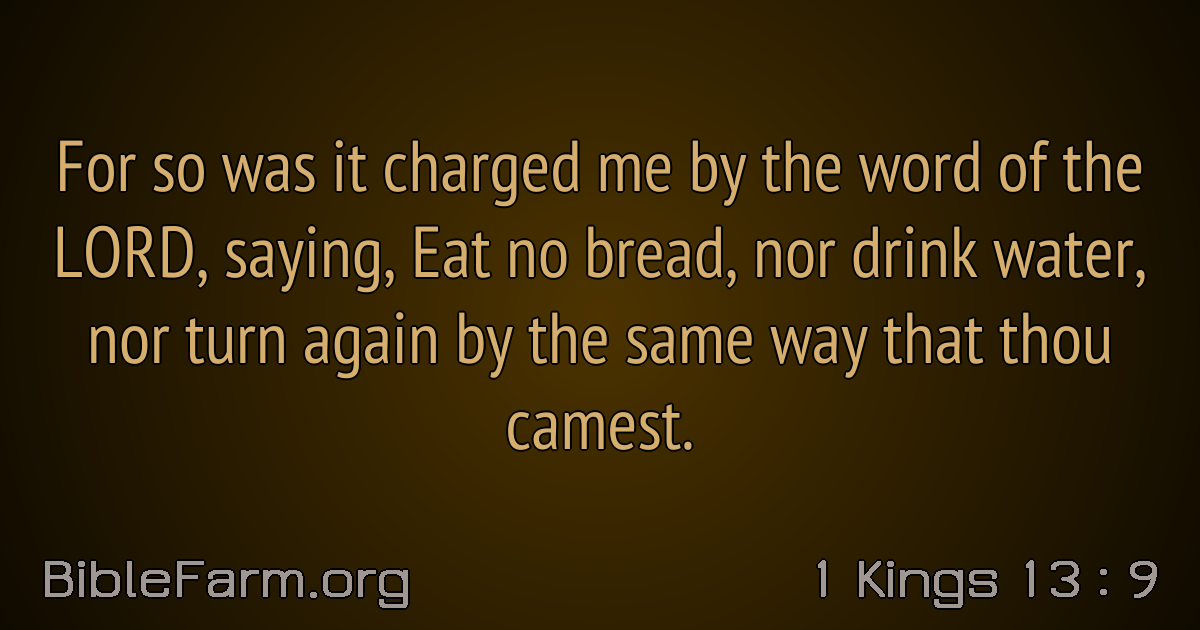 For so was it charged me by the word of the
LORD, saying, Eat no bread, nor drink water,
nor turn again by the same way that thou
camest.
BibleFarm.org
1 Kings 13 : 9